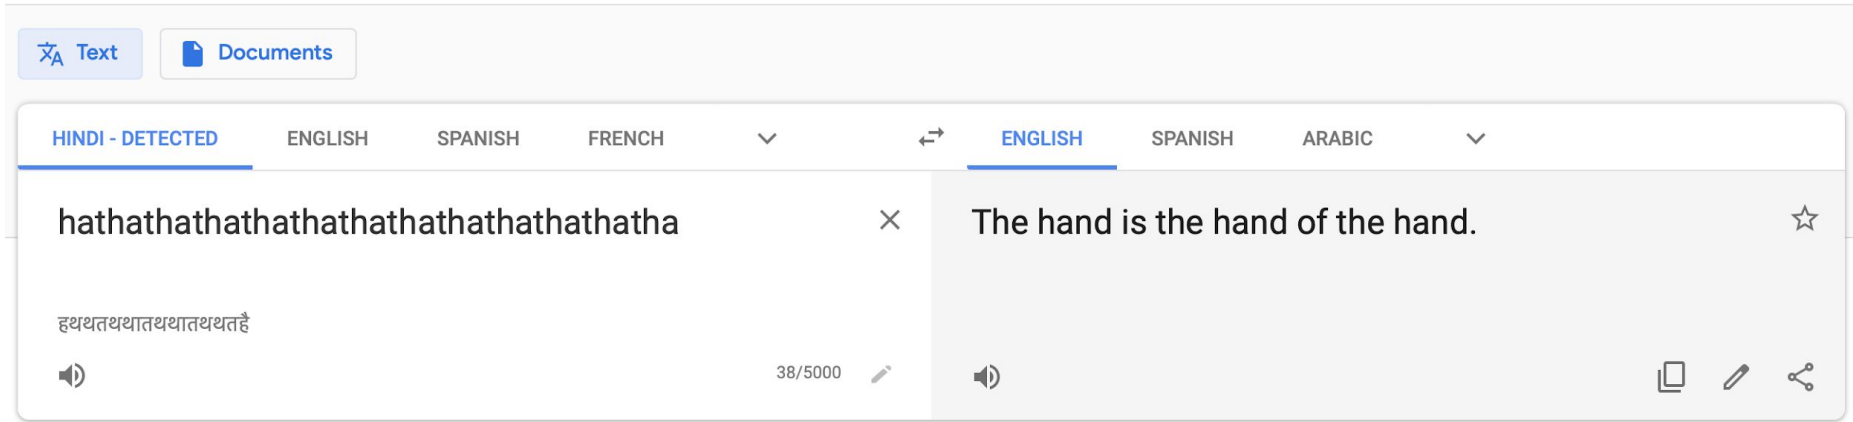 Text
Documents
HINDI - DETECTED ENGLISH SPANISH FRENCH ENGLISH SPANISH ARABIC
hathathathathathathathathathathathatha
The hand is the hand of the hand.
हथथतथथातथथातथथतहै
38/5000